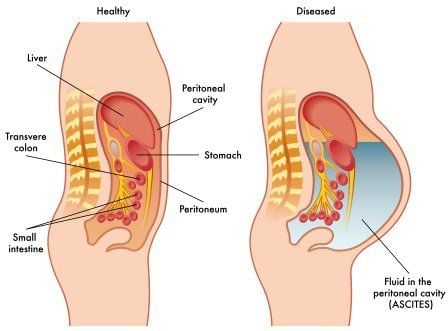 Healthy
Diseased
Liver
Peritoneal
cavity
Transvere
colon
Stomach
Peritoneum
Small
intestine
Fluid in the
peritoneal cavity
(ASCITES)